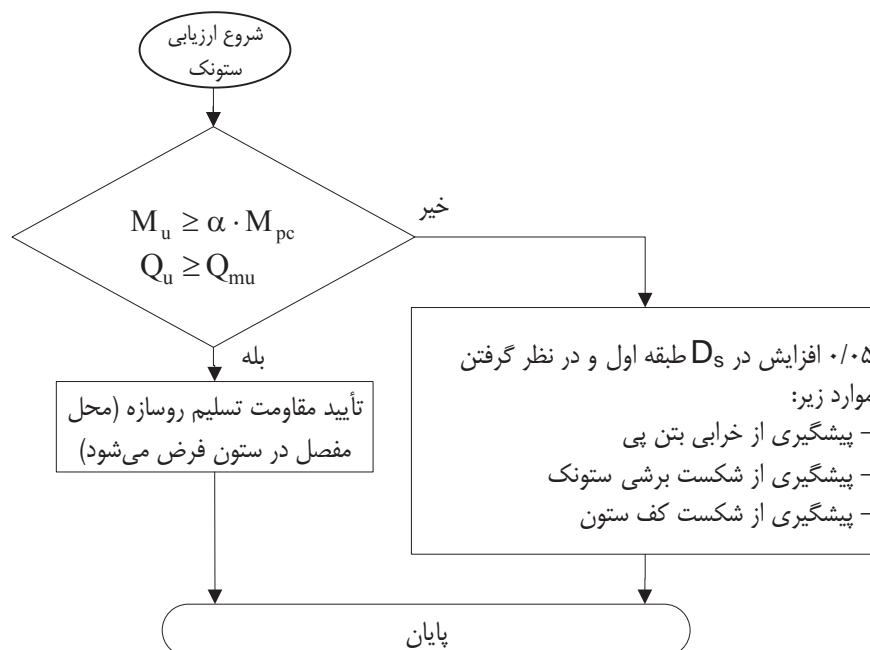 شروع ارزیابی
ستونک
M_u ≥ α · M_pc
Q_u ≥ Q_mu
خیر
بله
۰/۰۵ افزایش در D_s طبقه اول و در نظر گرفتن
موارد زیر:
- پیشگیری از خرابی بتن پی
- پیشگیری از شکست برشی ستونک
- پیشگیری از شکست کف ستون
تأیید مقاومت تسلیم روسازه (محل
مفصل در ستون فرض می‌شود)
پایان